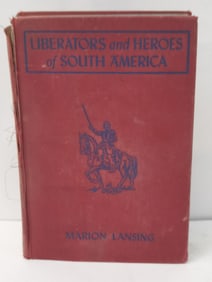 LIBERATORS and HEROES
of SOUTH AMERICA
MARION LANSING